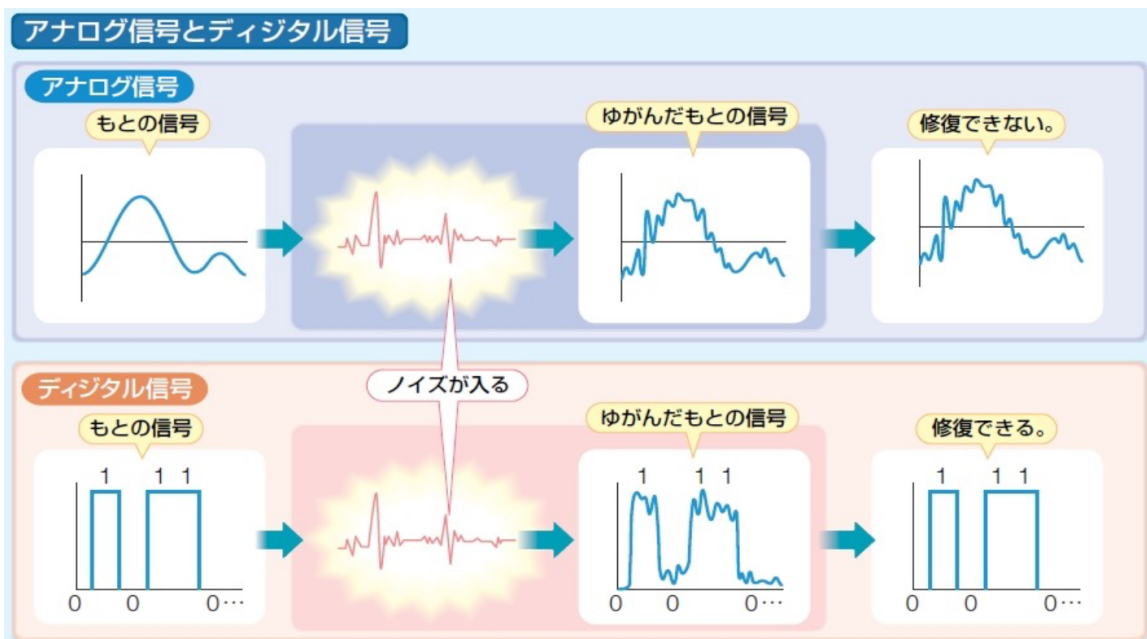 アナログ信号とディジタル信号
アナログ信号
もとの信号
ゆがんだもとの信号
修復できない。
ノイズが入る
ディジタル信号
もとの信号
ゆがんだもとの信号
修復できる。
1 1 1
0 0 0…
1 1 1
0 0 0…
1 1 1
0 0 0…